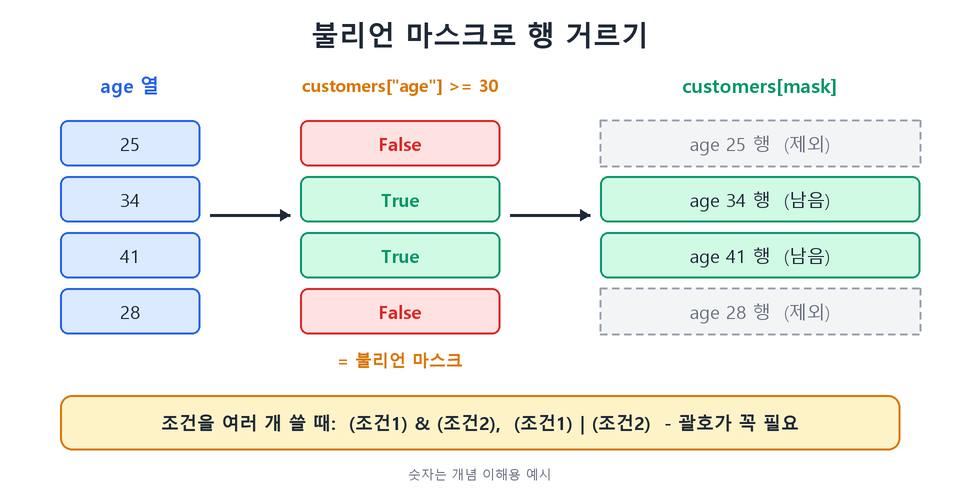 불리언 마스크로 행 거르기
age 열
customers["age"] >= 30
customers[mask]
25
False
age 25 행 (제외)
34
True
age 34 행 (남음)
41
True
age 41 행 (남음)
28
False
age 28 행 (제외)
= 불리언 마스크
조건을 여러 개 쓸 때: (조건1) & (조건2), (조건1) | (조건2) - 괄호가 꼭 필요
숫자는 개념 이해용 예시